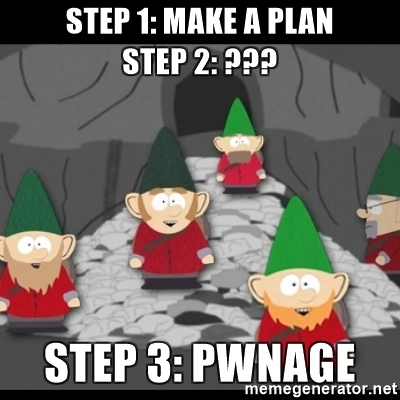 STEP 1: MAKE A PLAN
STEP 2: ???
STEP 3: PWNAGE
memegenerator.net